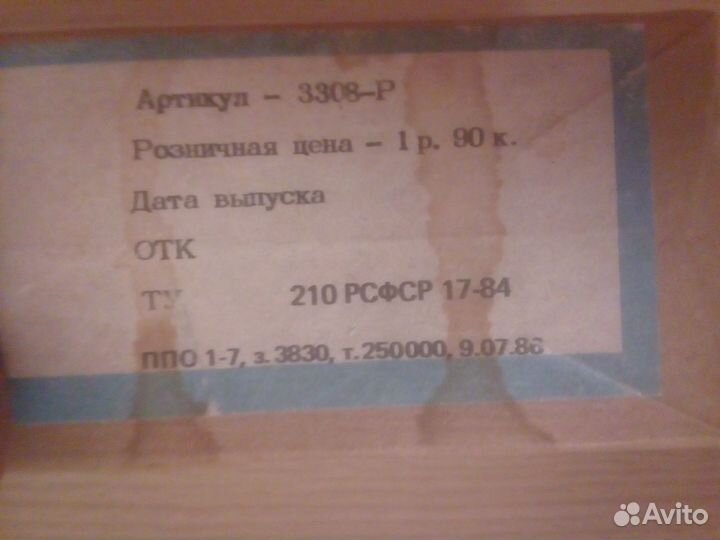 Артикул - 3308-Р
Розничная цена - 1 р. 90 к.
Дата выпуска
ОТК
ТУ 210 РСФСР 17-84
ППО 1-7, з. 3830, т. 250000, 9.07.86
Avito